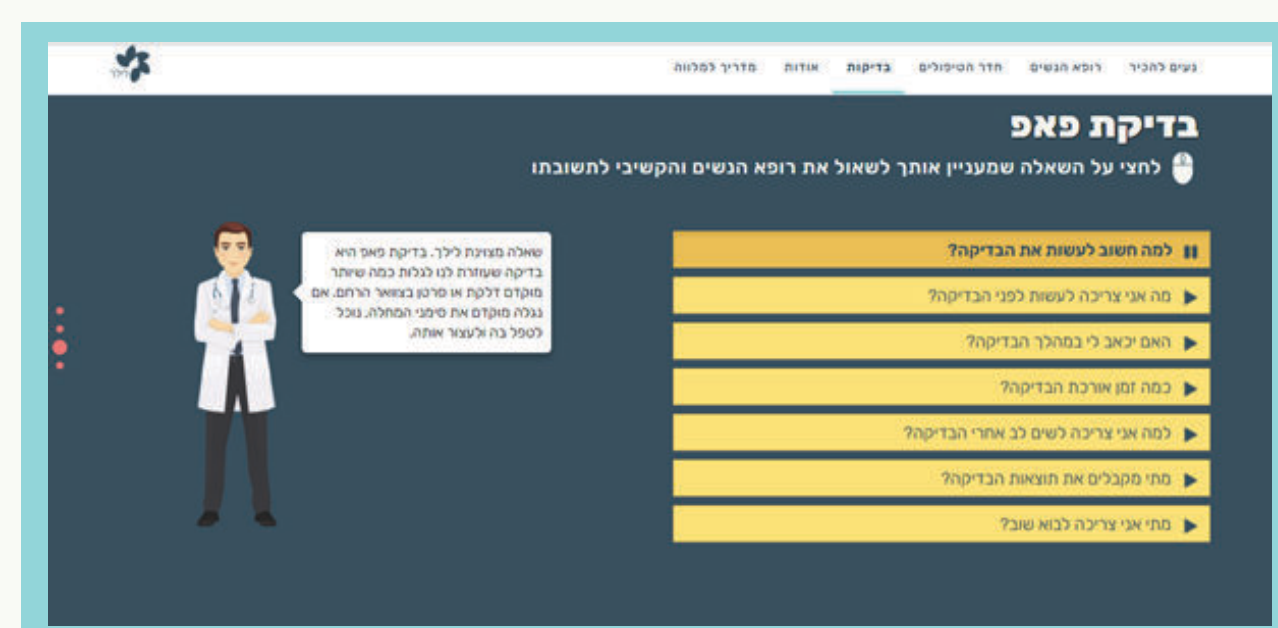 נעים להכיר רופא הנשים חדר הטיפולים בדיקות אודות מדריך למלווה
לילך
בדיקת פאפ
לחצי על השאלה שמעניין אותך לשאול את רופא הנשים והקשיבי לתשובתו
למה חשוב לעשות את הבדיקה?
מה אני צריכה לעשות לפני הבדיקה?
האם יכאב לי במהלך הבדיקה?
כמה זמן אורכת הבדיקה?
למה אני צריכה לשים לב אחרי הבדיקה?
מתי מקבלים את תוצאות הבדיקה?
מתי אני צריכה לבוא שוב?
שאלה מצוינת לילך. בדיקת פאפ היא
בדיקה שעוזרת לנו לגלות כמה שיותר
מוקדם דלקת או סרטן בצוואר הרחם. אם
נגלה מוקדם את סימני המחלה, נוכל
לטפל בה ולעצור אותה.